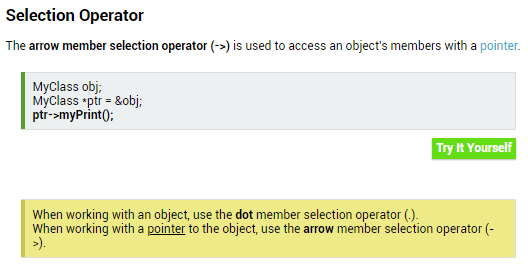 Selection Operator
The arrow member selection operator (->) is used to access an object's members with a pointer.
MyClass obj;
MyClass *ptr = &obj;
ptr->myPrint();
Try It Yourself
When working with an object, use the dot member selection operator (.).
When working with a pointer to the object, use the arrow member selection operator (-
>).